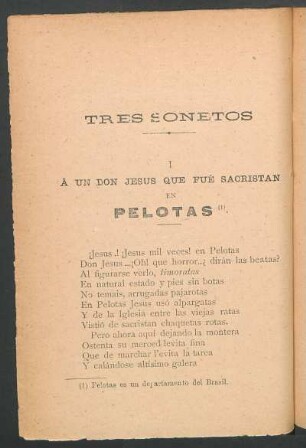 TRES SONETOS
I
Á UN DON JESUS QUE FUÉ SACRISTAN
EN
PELOTAS (1).
¡Jesus.! ¡Jesus mil veces! en Pelotas
Don Jesus...¡Oh! que horror..¡ dirán las beatas?
Al figurarse verlo, timoratas
En natural estado y pies sin botas
No temais, arrugadas pajarotas
En Pelotas Jesus usó alpargatas
Y de la Iglesiá entre las viejas ratas
Vistió de sacristan chaquetas rotas.
Pero ahora aquí dejando la montera
Ostenta su merced levita fina
Que de marchar l'evita la tarea
Y calándose altísimo galera
(1) Pelotas es un departamento del Brasil.